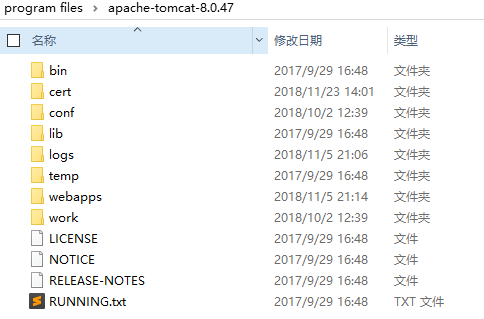 program files > apache-tomcat-8.0.47
名称 修改日期 类型
bin 2017/9/29 16:48 文件夹
cert 2018/11/23 14:01 文件夹
conf 2018/10/2 12:39 文件夹
lib 2017/9/29 16:48 文件夹
logs 2018/11/5 21:06 文件夹
temp 2017/9/29 16:48 文件夹
webapps 2018/11/5 21:14 文件夹
work 2018/10/2 12:39 文件夹
LICENSE 2017/9/29 16:48 文件
NOTICE 2017/9/29 16:48 文件
RELEASE-NOTES 2017/9/29 16:48 文件
RUNNING.txt 2017/9/29 16:48 TXT 文件